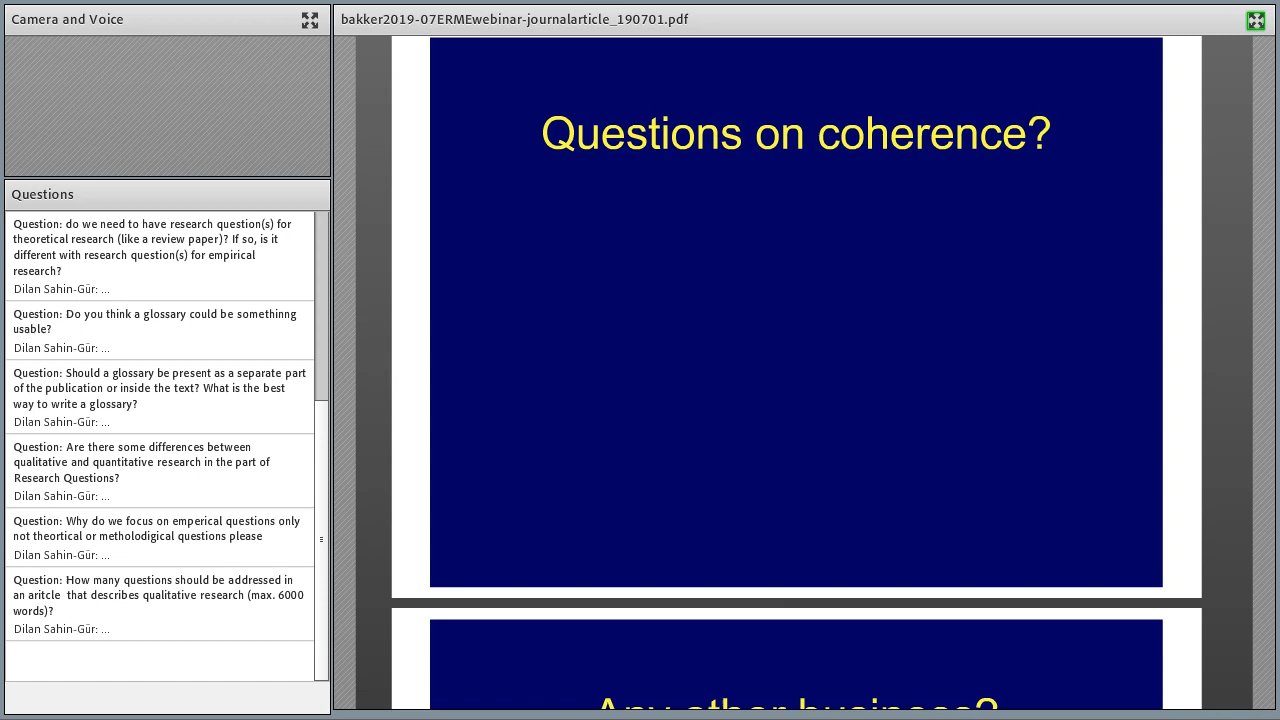 Camera and Voice
bakker2019-07ERMEwebinar-journalarticle_190701.pdf
Questions on coherence?
Questions
Question: do we need to have research question(s) for
theoretical research (like a review paper)? If so, is it
different with research question(s) for empirical
research?
Dilan Sahin-Gür: ...
Question: Do you think a glossary could be somethinng
usable?
Dilan Sahin-Gür: ...
Question: Should a glossary be present as a separate part
of the publication or inside the text? What is the best
way to write a glossary?
Dilan Sahin-Gür: ...
Question: Are there some differences between
qualitative and quantitative research in the part of
Research Questions?
Dilan Sahin-Gür: ...
Question: Why do we focus on emperical questions only
not theortical or metholodigical questions please
Dilan Sahin-Gür: ...
Question: How many questions should be addressed in
an aritcle  that describes qualitative research (max. 6000
words)?
Dilan Sahin-Gür: ...
Any other business?